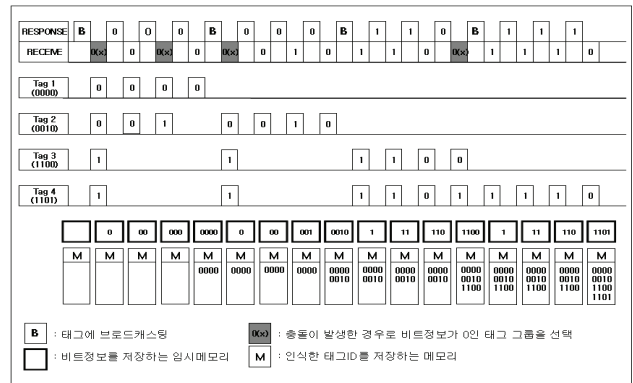 RESPONSE B 0 0 0 B 0 0 0 B 1 1 0 B 1 1 1
RECEIVE 0(x) 0 0(x) 0 0(x) 0 1 0 1 1 0 0(x) 1 1 1 0
Tag 1
(0000) 0 0 0 0
Tag 2
(0010) 0 0 1 0 0 1 0
Tag 3
(1100) 1 1 1 1 0 0
Tag 4
(1101) 1 1 1 1 0 1 1 1 1 0
0 00 000 0000 0 00 001 0010 1 11 110 1100 1 11 110 1101
M M M M M M M M M M M M M M M M M
0000 0000 0000 0000 0000 0000 0000 0000 0000 0000 0000 0000 0000
0010 0010 0010 0010 0010 0010 0010 0010 0010
1100 1100 1100 1100 1100
1101
B : 태그에 브로드캐스팅
0(x) : 충돌이 발생한 경우로 비트정보가 0인 태그 그룹을 선택
: 비트정보를 저장하는 임시메모리
M : 인식한 태그ID를 저장하는 메모리